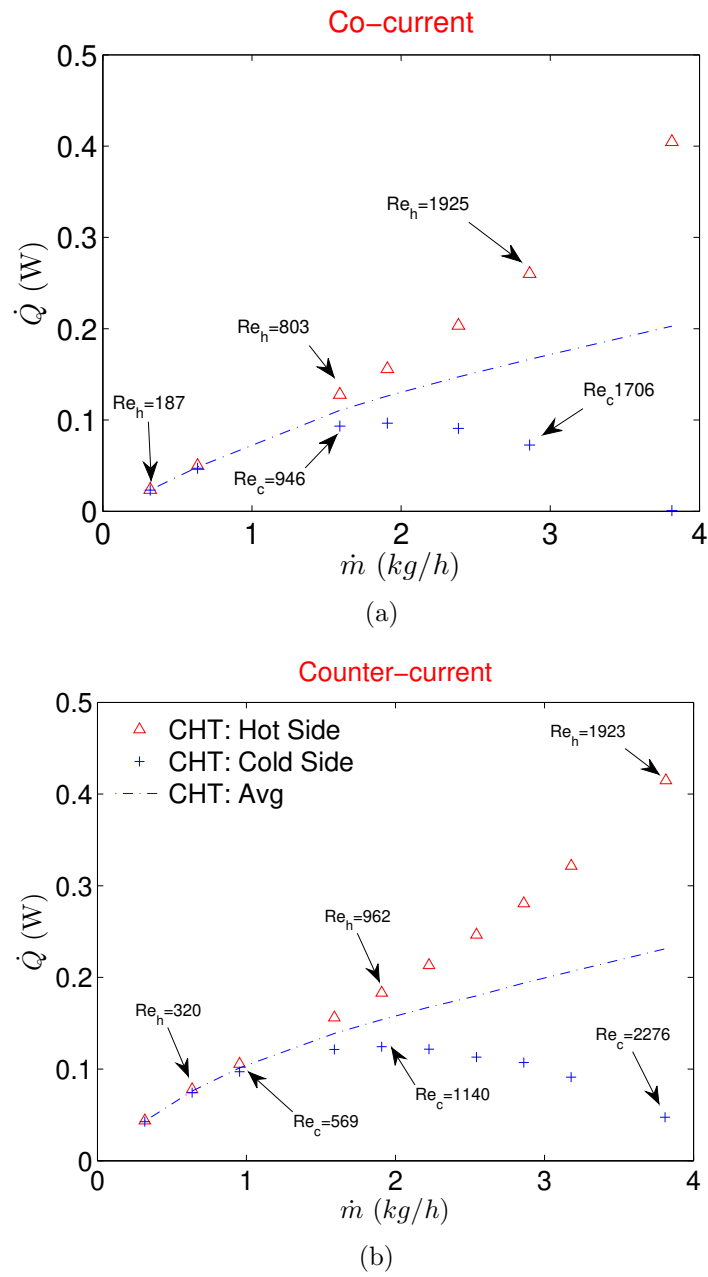 Co−current
0.5
0.4
0.3
0.2
0.1
0
Q̇ (W)
Re_h=1925
Re_h=803
Re_h=187
Re_c1706
Re_c=946
0 1 2 3 4
ṁ (kg/h)
(a)
Counter−current
0.5
0.4
0.3
0.2
0.1
0
Q̇ (W)
CHT: Hot Side
CHT: Cold Side
CHT: Avg
Re_h=1923
Re_h=962
Re_h=320
Re_c=2276
Re_c=1140
Re_c=569
0 1 2 3 4
ṁ (kg/h)
(b)